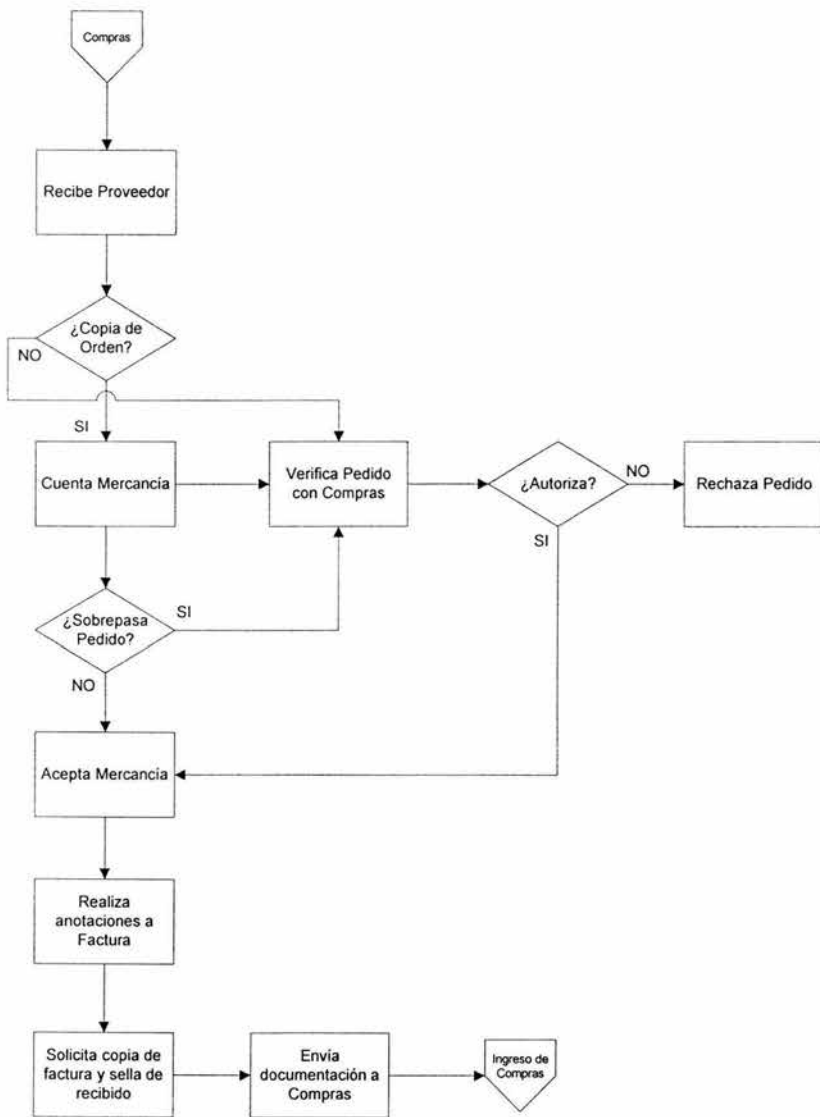 Compras
Recibe Proveedor
¿Copia de
Orden?
NO
SI
Cuenta Mercancía
Verifica Pedido
con Compras
¿Autoriza?
NO
Rechaza Pedido
SI
¿Sobrepasa
Pedido?
SI
NO
Acepta Mercancía
Realiza
anotaciones a
Factura
Solicita copia de
factura y sella de
recibido
Envía
documentación a
Compras
Ingreso de
Compras